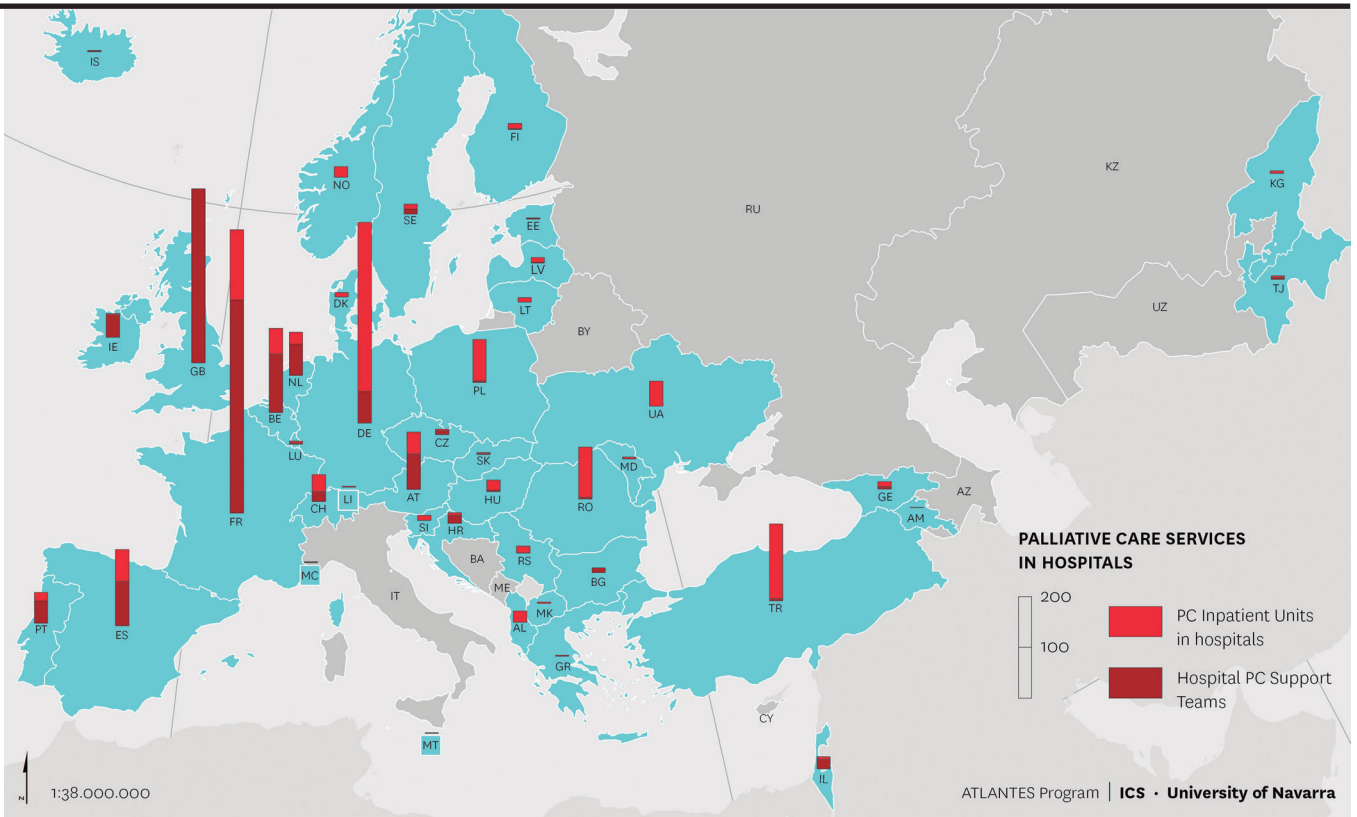 IS
FI
KZ
NO
KG
RU
SE
EE
LV
DK
TJ
LT
UZ
IE
BY
GB
NL
PL
BE
UA
DE
CZ
LU
SK
MD
AT
LI
HU
AZ
CH
RO
GE
FR
AM
SI
HR
PALLIATIVE CARE SERVICES
IN HOSPITALS
BA
RS
MC
BG
ME
IT
200
MK
TR
PC Inpatient Units
in hospitals
PT
ES
AL
100
GR
Hospital PC Support
Teams
CY
MT
IL
N
1:38.000.000
ATLANTES Program | ICS · University of Navarra